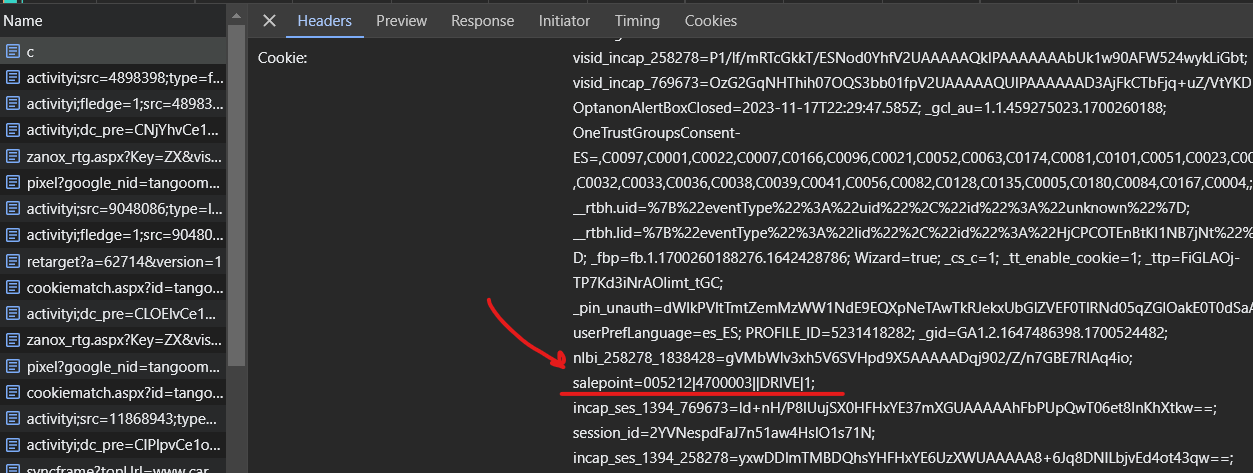 Name
Headers Preview Response Initiator Timing Cookies
c
activityi;src=4898398;type=f...
activityi;fledge=1;src=48983...
activityi;dc_pre=CNjYhvCe1...
zanox_rtg.aspx?Key=ZX&vis...
pixel?google_nid=tangoom...
activityi;src=9048086;type=l...
activityi;fledge=1;src=90480...
retarget?a=62714&version=1
cookiematch.aspx?id=tango...
activityi;dc_pre=CLOElvCe1...
zanox_rtg.aspx?Key=ZX&vis...
pixel?google_nid=tangoom...
cookiematch.aspx?id=tango...
activityi;src=11868943;type...
activityi;dc_pre=CIPIpvCe1o...
syncframe?topUrl=www.car...
Cookie:
visid_incap_258278=P1/lf/mRTcGkkT/ESNod0YhfV2UAAAAAQkIPAAAAAAAbUk1w90AFW524wykLiGbt;
visid_incap_769673=OzG2GqNHThih07OQS3bb01fpV2UAAAAAQUIPAAAAAAD3AjFkCTbFjq+uZ/VtYKD
OptanonAlertBoxClosed=2023-11-17T22:29:47.585Z; _gcl_au=1.1.459275023.1700260188;
OneTrustGroupsConsent-
ES=,C0097,C0001,C0022,C0007,C0166,C0096,C0021,C0052,C0063,C0174,C0081,C0101,C0051,C0023,C00
,C0032,C0033,C0036,C0038,C0039,C0041,C0056,C0082,C0128,C0135,C0005,C0180,C0084,C0167,C0004,;
__rtbh.uid=%7B%22eventType%22%3A%22uid%22%2C%22id%22%3A%22unknown%22%7D;
__rtbh.lid=%7B%22eventType%22%3A%22lid%22%2C%22id%22%3A%22HjCPCOTEnBtKI1NB7jNt%22%
D; _fbp=fb.1.1700260188276.1642428786; Wizard=true; _cs_c=1; _tt_enable_cookie=1; _ttp=FiGLAOj-
TP7Kd3iNrAOlimt_tGC;
_pin_unauth=dWlkPVltTmtZemMzWW1NdE9EQXpNeTAwTkRJekxUbGlZVEF0TlRNd05qZGlOakE0T0dSaA
userPrefLanguage=es_ES; PROFILE_ID=5231418282; _gid=GA1.2.1647486398.1700524482;
nlbi_258278_1838428=gVMbWlv3xh5V6SVHpd9X5AAAAADqj902/Z/n7GBE7RIAq4io;
salepoint=005212|4700003||DRIVE|1;
incap_ses_1394_769673=ld+nH/P8lUujSX0HFHxYE37mXGUAAAAAhFbPUpQwT06et8InKhXtkw==;
session_id=2YVNespdFaJ7n51aw4HslO1s71N;
incap_ses_1394_258278=yxwDDImTMBDQhsYHFHxYE6UzXWUAAAAA8+6Jq8DNILbjvEd4ot43qw==;